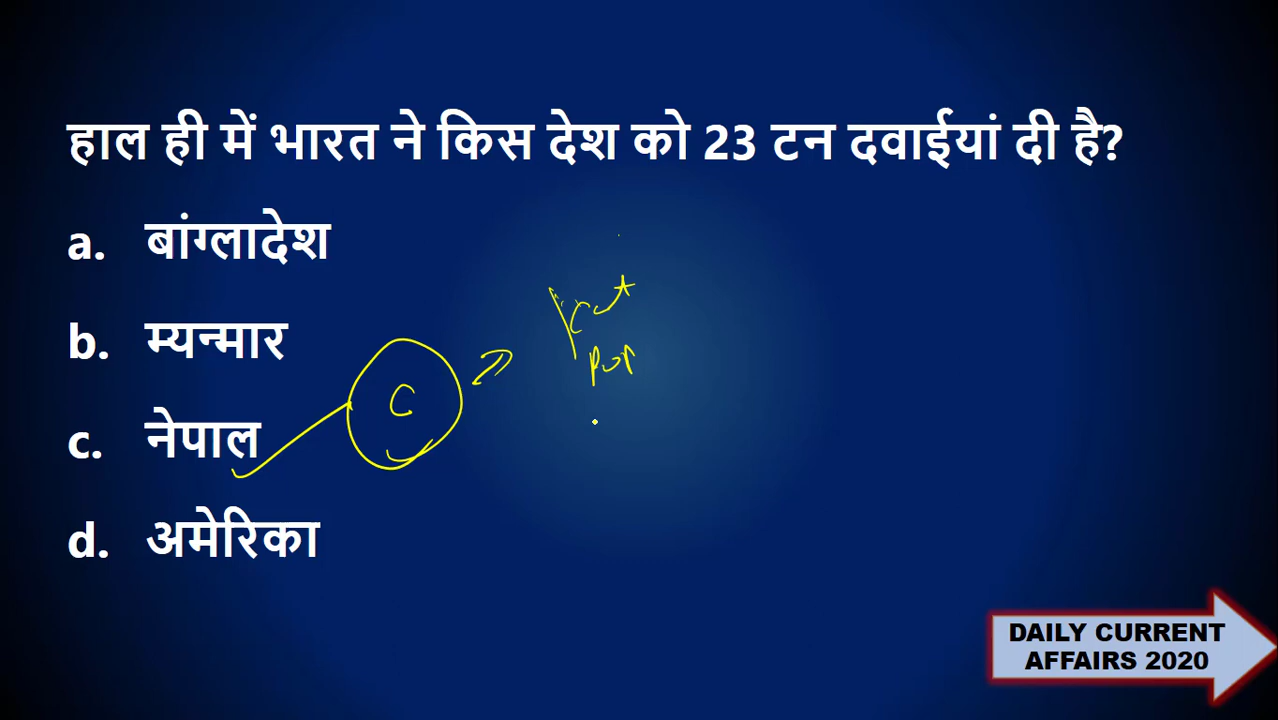 हाल ही में भारत ने किस देश को 23 टन दवाईयां दी है?
a. बांग्लादेश
b. म्यन्मार
c. नेपाल
C
d. अमेरिका
DAILY CURRENT
AFFAIRS 2020